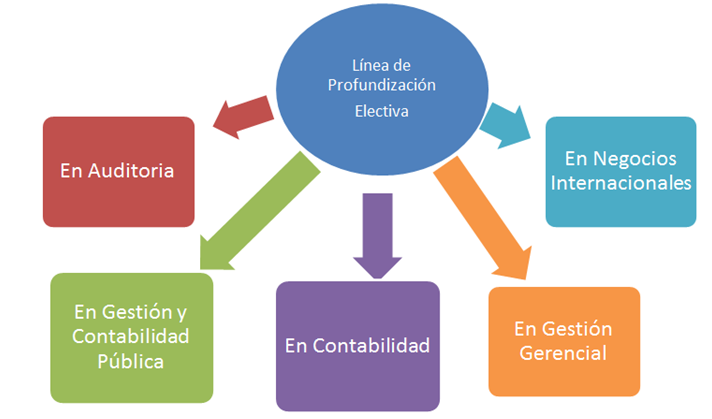 Línea de
Profundización
Electiva
En Auditoria
En Negocios
Internacionales
En Gestión y
Contabilidad
Pública
En Contabilidad
En Gestión
Gerencial